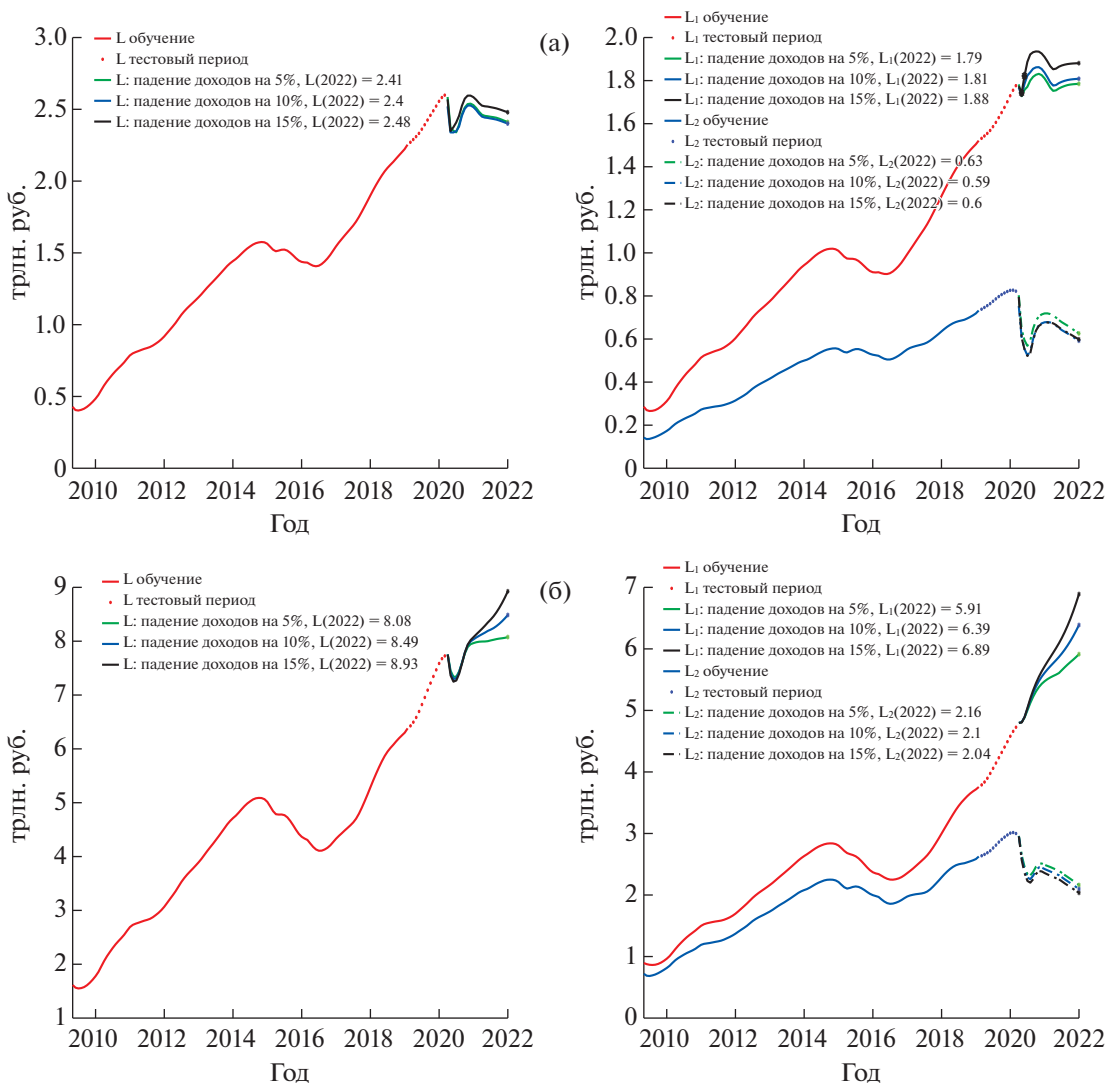 L обучение
L тестовый период
L: падение доходов на 5%, L(2022) = 2.41
L: падение доходов на 10%, L(2022) = 2.4
L: падение доходов на 15%, L(2022) = 2.48
3.0
2.5
2.0
1.5
1.0
0.5
0
трлн. руб.
2010 2012 2014 2016 2018 2020 2022
Год
(а)
L₁ обучение
L₁ тестовый период
L₁: падение доходов на 5%, L₁(2022) = 1.79
L₁: падение доходов на 10%, L₁(2022) = 1.81
L₁: падение доходов на 15%, L₁(2022) = 1.88
L₂ обучение
L₂ тестовый период
L₂: падение доходов на 5%, L₂(2022) = 0.63
L₂: падение доходов на 10%, L₂(2022) = 0.59
L₂: падение доходов на 15%, L₂(2022) = 0.6
2.0
1.8
1.6
1.4
1.2
1.0
0.8
0.6
0.4
0.2
0
трлн. руб.
2010 2012 2014 2016 2018 2020 2022
Год
L обучение
L тестовый период
L: падение доходов на 5%, L(2022) = 8.08
L: падение доходов на 10%, L(2022) = 8.49
L: падение доходов на 15%, L(2022) = 8.93
9
8
7
6
5
4
3
2
1
трлн. руб.
2010 2012 2014 2016 2018 2020 2022
Год
(б)
L₁ обучение
L₁ тестовый период
L₁: падение доходов на 5%, L₁(2022) = 5.91
L₁: падение доходов на 10%, L₁(2022) = 6.39
L₁: падение доходов на 15%, L₁(2022) = 6.89
L₂ обучение
L₂ тестовый период
L₂: падение доходов на 5%, L₂(2022) = 2.16
L₂: падение доходов на 10%, L₂(2022) = 2.1
L₂: падение доходов на 15%, L₂(2022) = 2.04
7
6
5
4
3
2
1
0
трлн. руб.
2010 2012 2014 2016 2018 2020 2022
Год